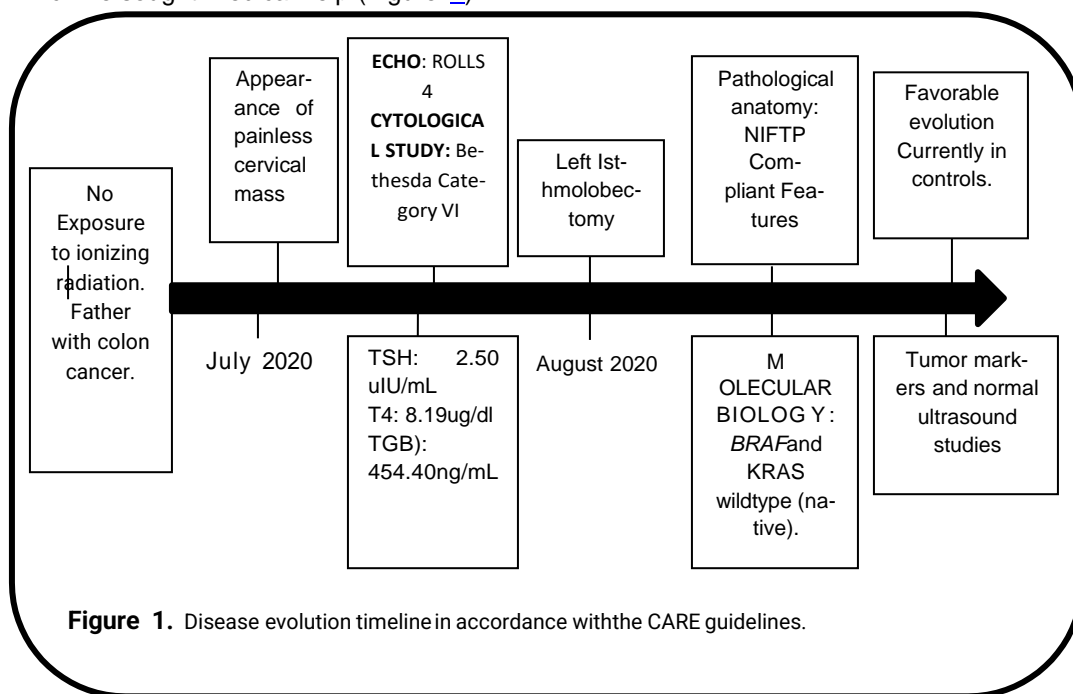 sought medical help (Figure
No
Exposure
to ionizing
radiation.
Father
with colon
cancer.
Appear-
ance of
painless
cervical
mass
ECHO: ROLLS
4
CYTOLOGICA
L STUDY: Be-
thesda Cate-
gory VI
Left Ist-
hmolobec-
tomy
Pathological
anatomy:
NIFTP
Com-
pliant Fea-
tures
Favorable
evolution
Currently in
controls.
July 2020
TSH: 2.50
uIU/mL
T4: 8.19ug/dl
TGB):
454.40ng/mL
August 2020
M
OLECULAR
BIOLOG Y:
BRAFand
KRAS
wildtype (na-
tive).
Tumor mark-
ers and normal
ultrasound
studies
Figure 1. Disease evolution timeline in accordance withthe CARE guidelines.